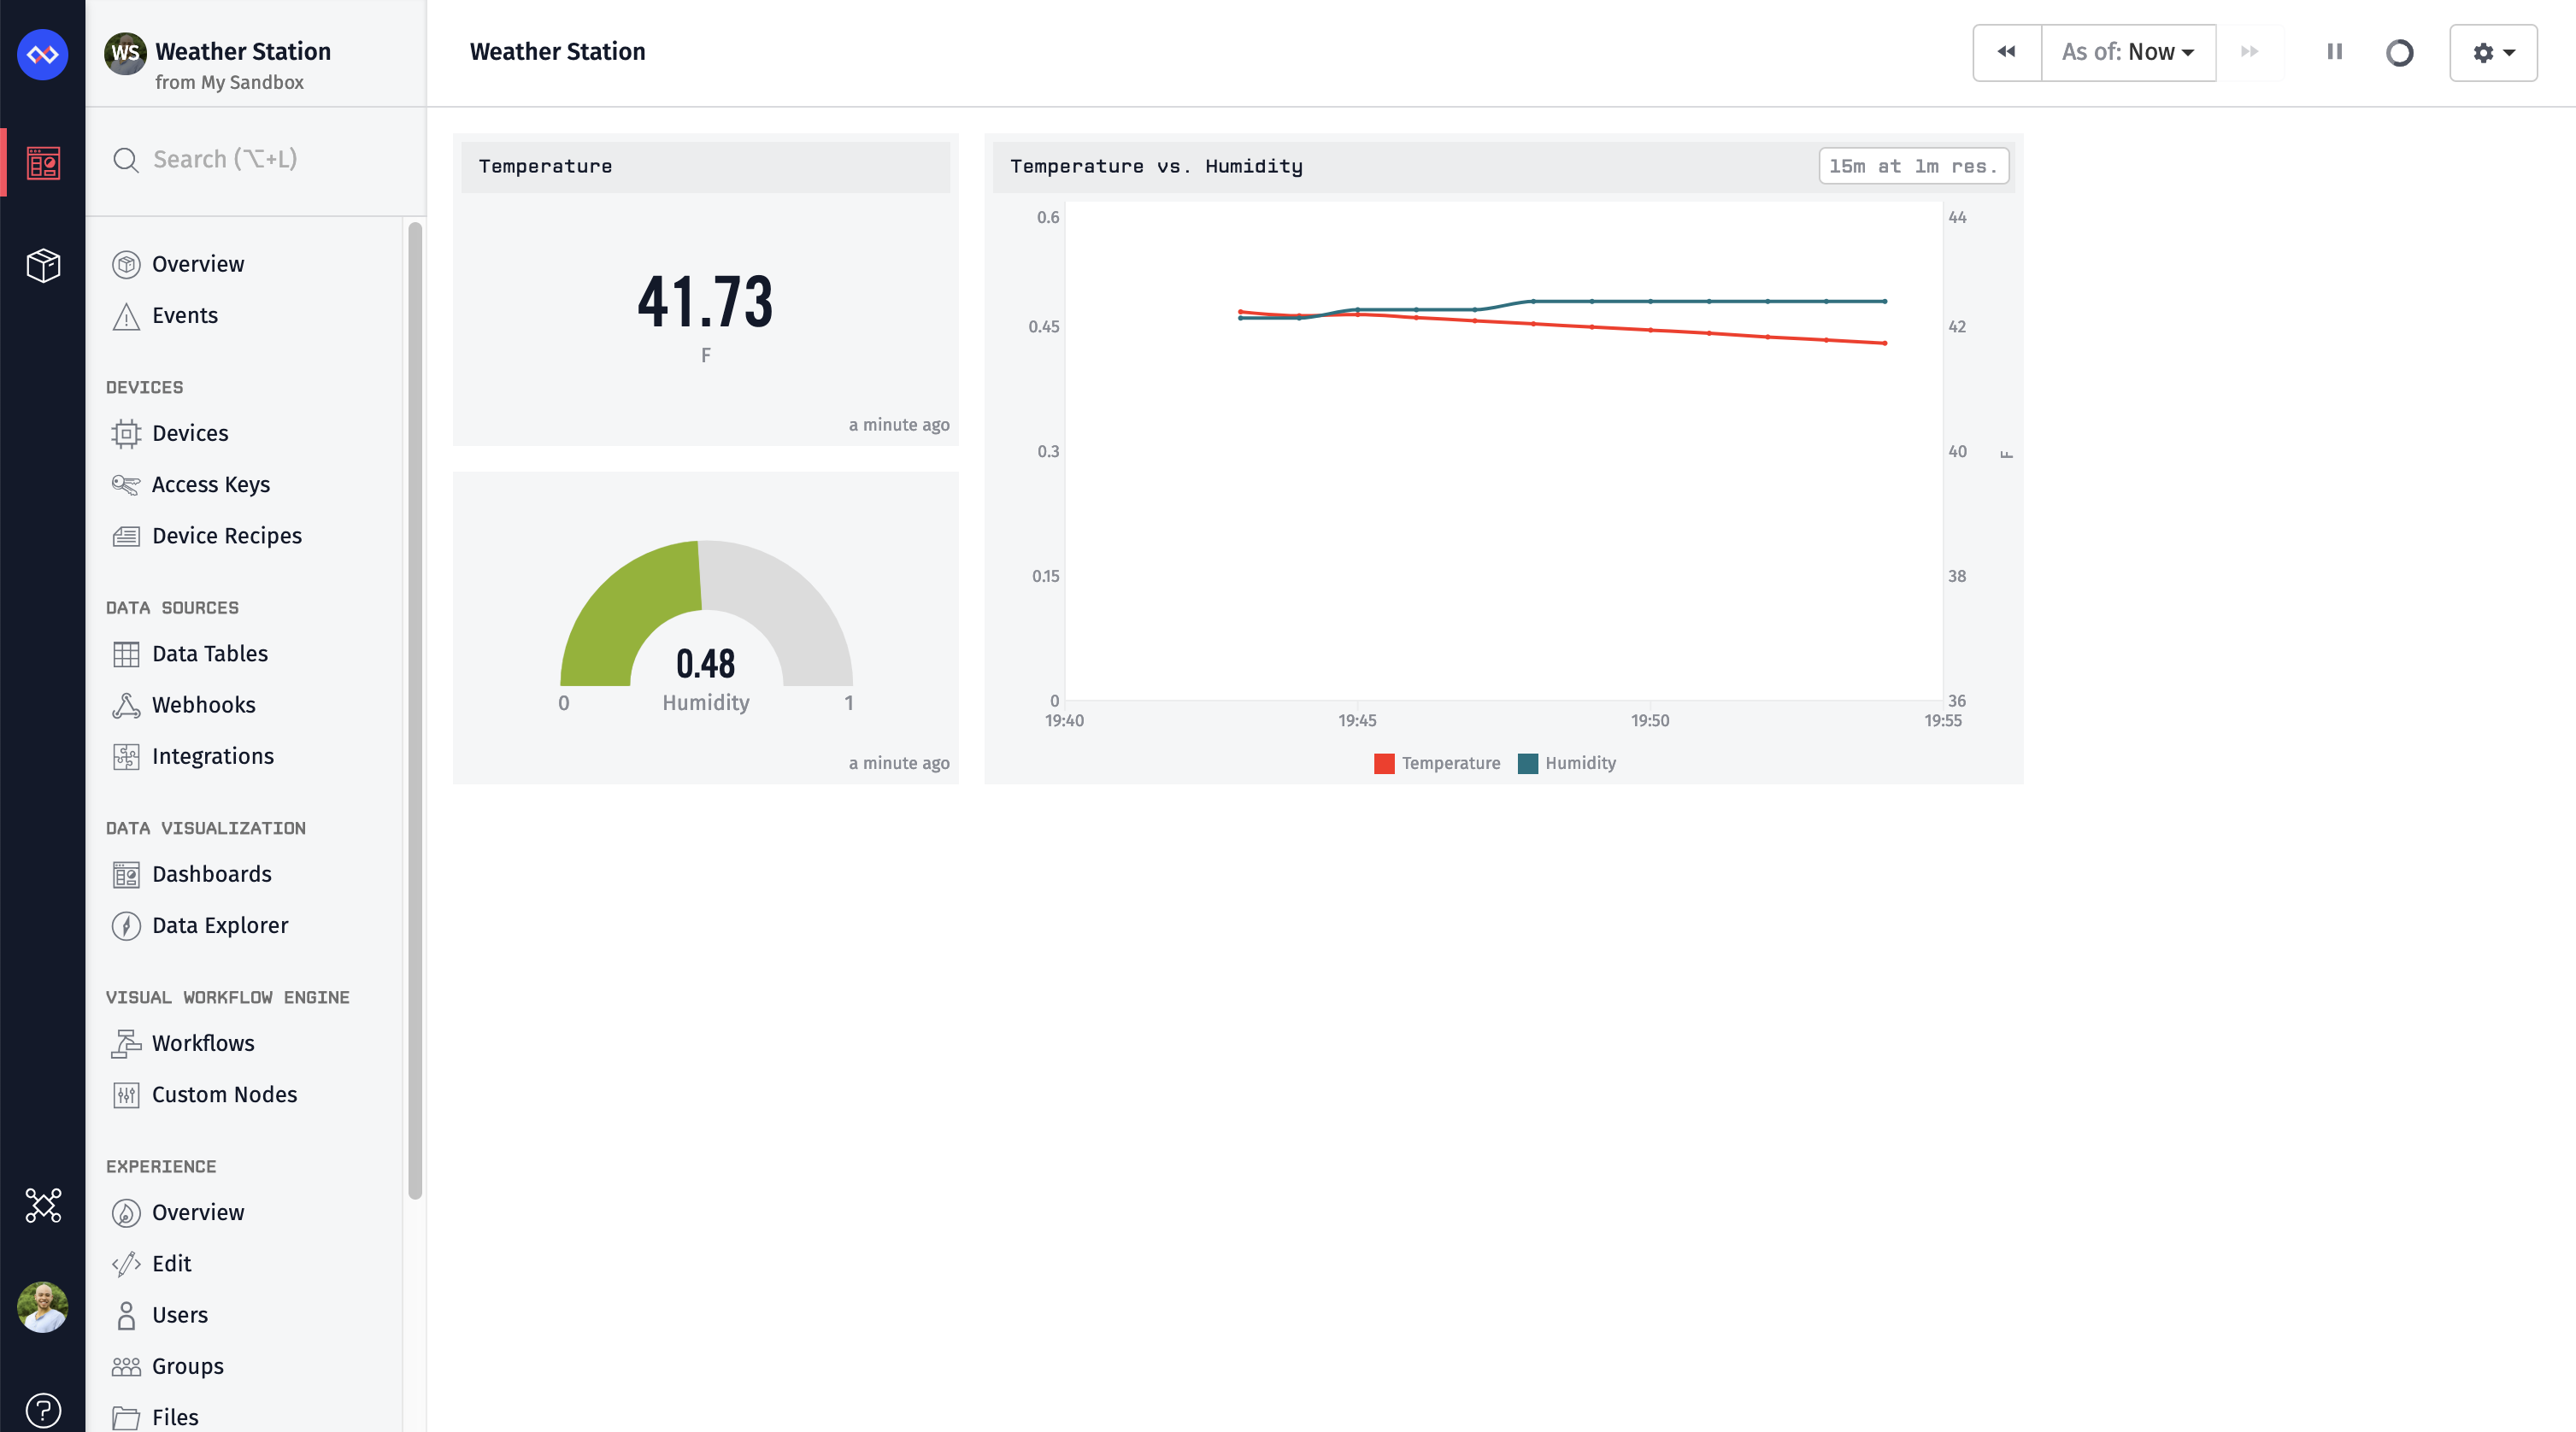 WS Weather Station
from My Sandbox
Search (⌥+L)
Overview
Events
DEVICES
Devices
Access Keys
Device Recipes
DATA SOURCES
Data Tables
Webhooks
Integrations
DATA VISUALIZATION
Dashboards
Data Explorer
VISUAL WORKFLOW ENGINE
Workflows
Custom Nodes
EXPERIENCE
Overview
Edit
Users
Groups
Files
?
Weather Station
As of: Now
Temperature
41.73
F
a minute ago
0.48
0 Humidity 1
a minute ago
Temperature vs. Humidity
15m at 1m res.
0.6 44
0.45 42
0.3 40
F
0.15 38
0 36
19:40 19:45 19:50 19:55
Temperature Humidity